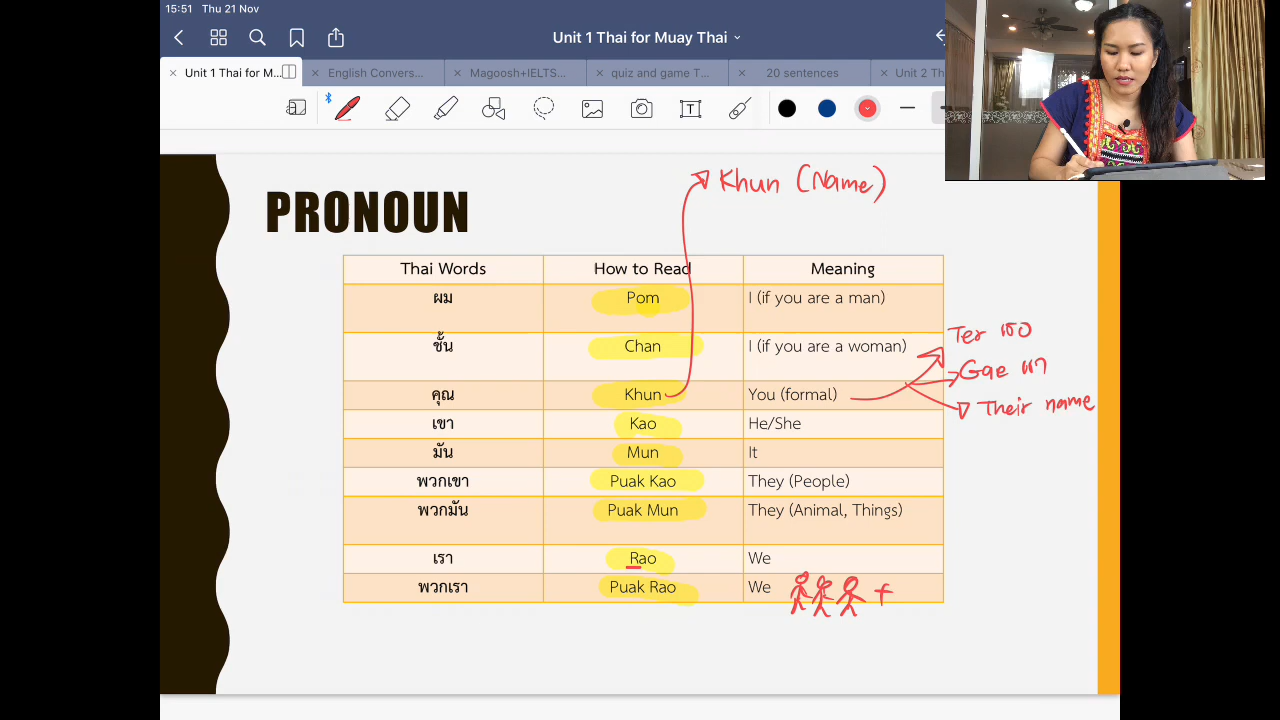 15:51 Thu 21 Nov
Unit 1 Thai for Muay Thai
Unit 1 Thai for M...
English Convers...
Magoosh+IELTS...
quiz and game T...
20 sentences
Unit 2 Th
T
Khun (Name)
PRONOUN
Thai Words How to Read Meaning
ผม Pom I (if you are a man)
ชั้น Chan I (if you are a woman)
คุณ Khun You (formal)
เขา Kao He/She
มัน Mun It
พวกเขา Puak Kao They (People)
พวกมัน Puak Mun They (Animal, Things)
เรา Rao We
พวกเรา Puak Rao We +
Ter เธอ
Gae แก
Their name